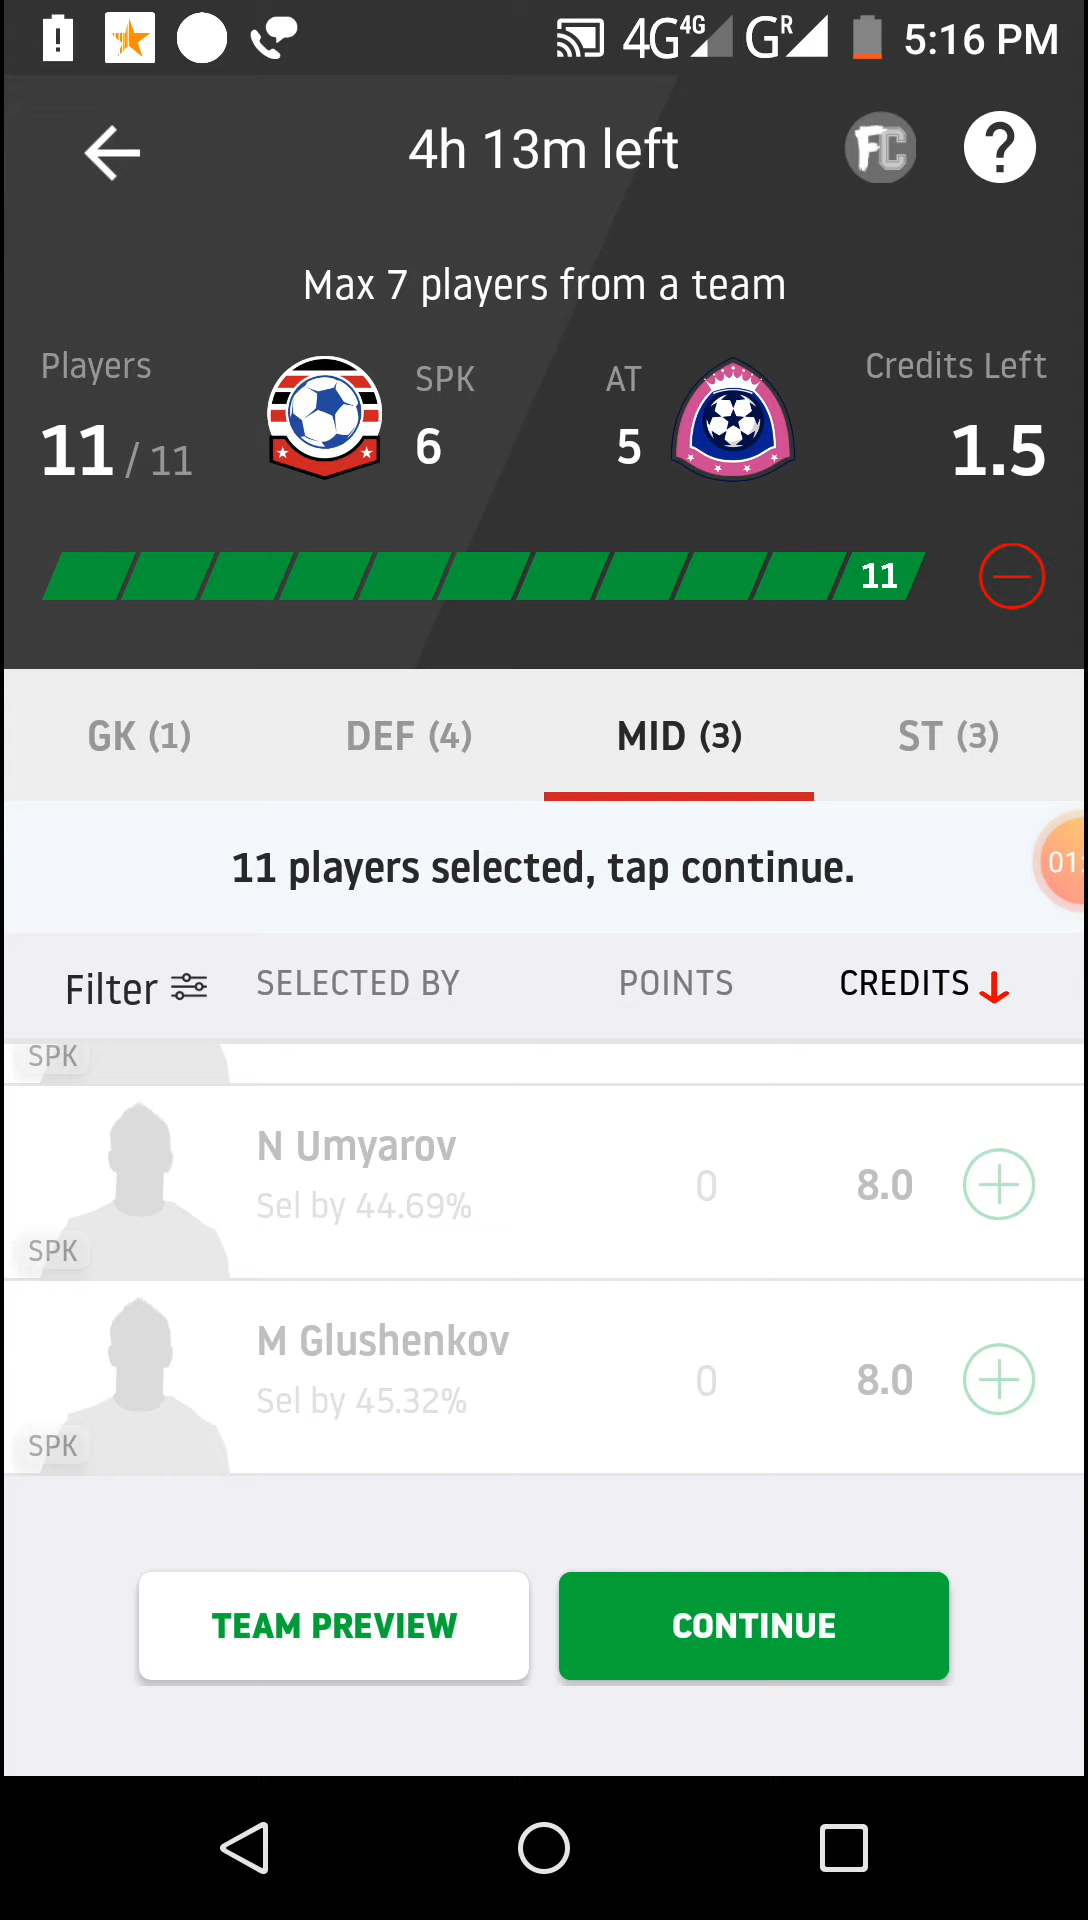 4G 4G G R 5:16 PM
4h 13m left FC ?
Max 7 players from a team
Players SPK AT Credits Left
11 / 11 6 5 1.5
11
GK (1) DEF (4) MID (3) ST (3)
11 players selected, tap continue.
01:
Filter SELECTED BY POINTS CREDITS
SPK
N Umyarov
Sel by 44.69% 0 8.0
SPK
M Glushenkov
Sel by 45.32% 0 8.0
SPK
TEAM PREVIEW CONTINUE